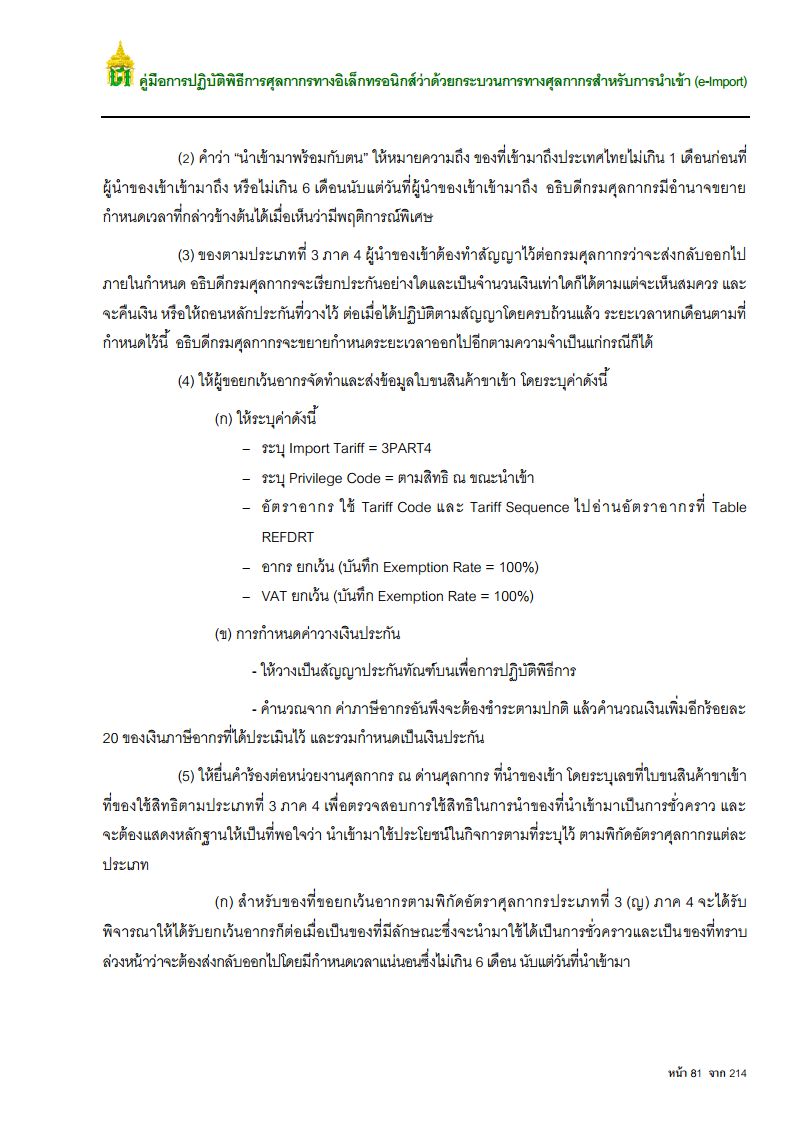 คู่มือการปฏิบัติพิธีการศุลกากรทางอิเล็กทรอนิกส์ว่าด้วยกระบวนการทางศุลกากรสำหรับการนำเข้า (e-Import)
(2) คำว่า “นำเข้ามาพร้อมกับตน” ให้หมายความถึง ของที่เข้ามาถึงประเทศไทยไม่เกิน 1 เดือนก่อนที่
ผู้นำของเข้าเข้ามาถึง หรือไม่เกิน 6 เดือนนับแต่วันที่ผู้นำของเข้าเข้ามาถึง อธิบดีกรมศุลกากรมีอำนาจขยาย
กำหนดเวลาที่กล่าวข้างต้นได้เมื่อเห็นว่ามีพฤติการณ์พิเศษ
(3) ของตามประเภทที่ 3 ภาค 4 ผู้นำของเข้าต้องทำสัญญาไว้ต่อกรมศุลกากรว่าจะส่งกลับออกไป
ภายในกำหนด อธิบดีกรมศุลกากรจะเรียกประกันอย่างใดและเป็นจำนวนเงินเท่าใดก็ได้ตามแต่จะเห็นสมควร และ
จะคืนเงิน หรือให้ถอนหลักประกันที่วางไว้ ต่อเมื่อได้ปฏิบัติตามสัญญาโดยครบถ้วนแล้ว ระยะเวลาหกเดือนตามที่
กำหนดไว้นี้ อธิบดีกรมศุลกากรจะขยายกำหนดระยะเวลาออกไปอีกตามความจำเป็นแก่กรณีก็ได้
(4) ให้ผู้ขอยกเว้นอากรจัดทำและส่งข้อมูลใบขนสินค้าขาเข้า โดยระบุค่าดังนี้
(ก) ให้ระบุค่าดังนี้
– ระบุ Import Tariff = 3PART4
– ระบุ Privilege Code = ตามสิทธิ ณ ขณะนำเข้า
– อัตราอากร ใช้ Tariff Code และ Tariff Sequence ไปอ่านอัตราอากรที่ Table
REFDRT
– อากร ยกเว้น (บันทึก Exemption Rate = 100%)
– VAT ยกเว้น (บันทึก Exemption Rate = 100%)
(ข) การกำหนดค่าวางเงินประกัน
- ให้วางเป็นสัญญาประกันทัณฑ์บนเพื่อการปฏิบัติพิธีการ
- คำนวณจาก ค่าภาษีอากรอันพึงจะต้องชำระตามปกติ แล้วคำนวณเงินเพิ่มอีกร้อยละ
20 ของเงินภาษีอากรที่ได้ประเมินไว้ และรวมกำหนดเป็นเงินประกัน
(5) ให้ยื่นคำร้องต่อหน่วยงานศุลกากร ณ ด่านศุลกากร ที่นำของเข้า โดยระบุเลขที่ใบขนสินค้าขาเข้า
ที่ของใช้สิทธิตามประเภทที่ 3 ภาค 4 เพื่อตรวจสอบการใช้สิทธิในการนำของที่นำเข้ามาเป็นการชั่วคราว และ
จะต้องแสดงหลักฐานให้เป็นที่พอใจว่า นำเข้ามาใช้ประโยชน์ในกิจการตามที่ระบุไว้ ตามพิกัดอัตราศุลกากรแต่ละ
ประเภท
(ก) สำหรับของที่ขอยกเว้นอากรตามพิกัดอัตราศุลกากรประเภทที่ 3 (ญ) ภาค 4 จะได้รับ
พิจารณาให้ได้รับยกเว้นอากรก็ต่อเมื่อเป็นของที่มีลักษณะซึ่งจะนำมาใช้ได้เป็นการชั่วคราวและเป็นของที่ทราบ
ล่วงหน้าว่าจะต้องส่งกลับออกไปโดยมีกำหนดเวลาแน่นอนซึ่งไม่เกิน 6 เดือน นับแต่วันที่นำเข้ามา
หน้า 81 จาก 214